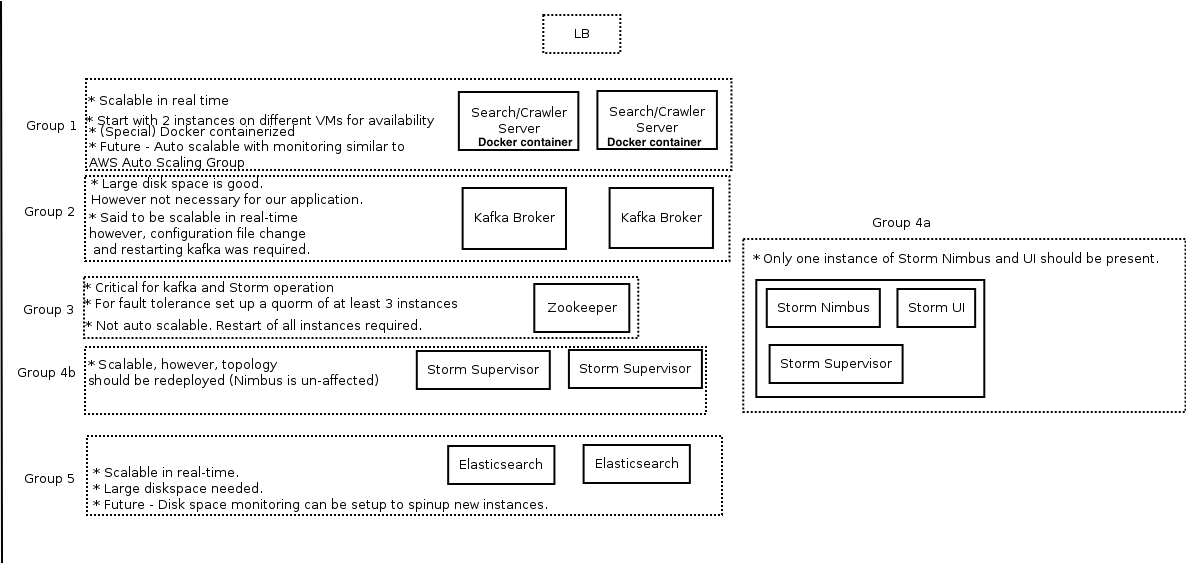 LB
Group 1
* Scalable in real time
* Start with 2 instances on different VMs for availability
* (Special) Docker containerized
* Future - Auto scalable with monitoring similar to
AWS Auto Scaling Group
Search/Crawler
Server
Docker container
Search/Crawler
Server
Docker container
Group 2
* Large disk space is good.
However not necessary for our application.
* Said to be scalable in real-time
however, configuration file change
and restarting kafka was required.
Kafka Broker
Kafka Broker
Group 3
* Critical for kafka and Storm operation
* For fault tolerance set up a quorm of at least 3 instances
* Not auto scalable. Restart of all instances required.
Zookeeper
Group 4a
* Only one instance of Storm Nimbus and UI should be present.
Storm Nimbus
Storm UI
Storm Supervisor
Group 4b
* Scalable, however, topology
should be redeployed (Nimbus is un-affected)
Storm Supervisor
Storm Supervisor
Group 5
* Scalable in real-time.
* Large diskspace needed.
* Future - Disk space monitoring can be setup to spinup new instances.
Elasticsearch
Elasticsearch